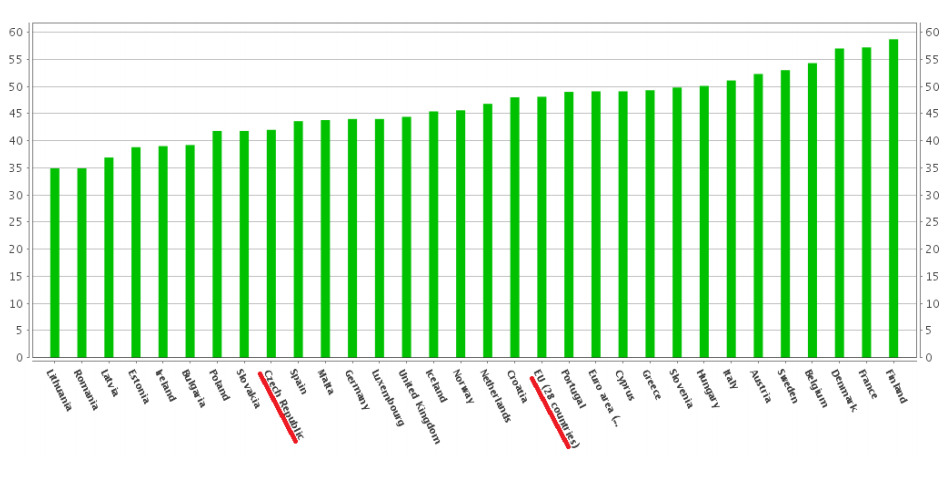 60
55
50
45
40
35
30
25
20
15
10
5
0
60
55
50
45
40
35
30
25
20
15
10
5
0
Lithuania
Romania
Latvia
Estonia
Ireland
Bulgaria
Poland
Slovakia
Czech Republic
Spain
Malta
Germany
Luxembourg
United Kingdom
Iceland
Norway
Netherlands
Croatia
EU (28 countries)
Portugal
Euro area (...
Cyprus
Greece
Slovenia
Hungary
Italy
Austria
Sweden
Belgium
Denmark
France
Finland